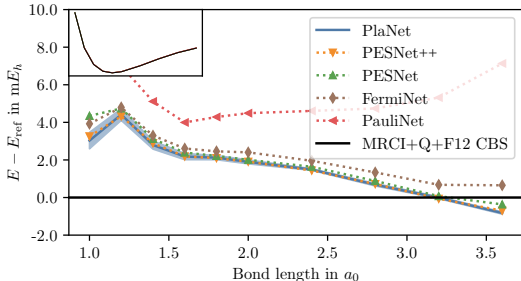 10.0
8.0
6.0
4.0
2.0
0.0
-2.0
E − E_ref in mE_h
PlaNet
PESNet++
PESNet
FermiNet
PauliNet
MRCI+Q+F12 CBS
1.0 1.5 2.0 2.5 3.0 3.5
Bond length in a_0